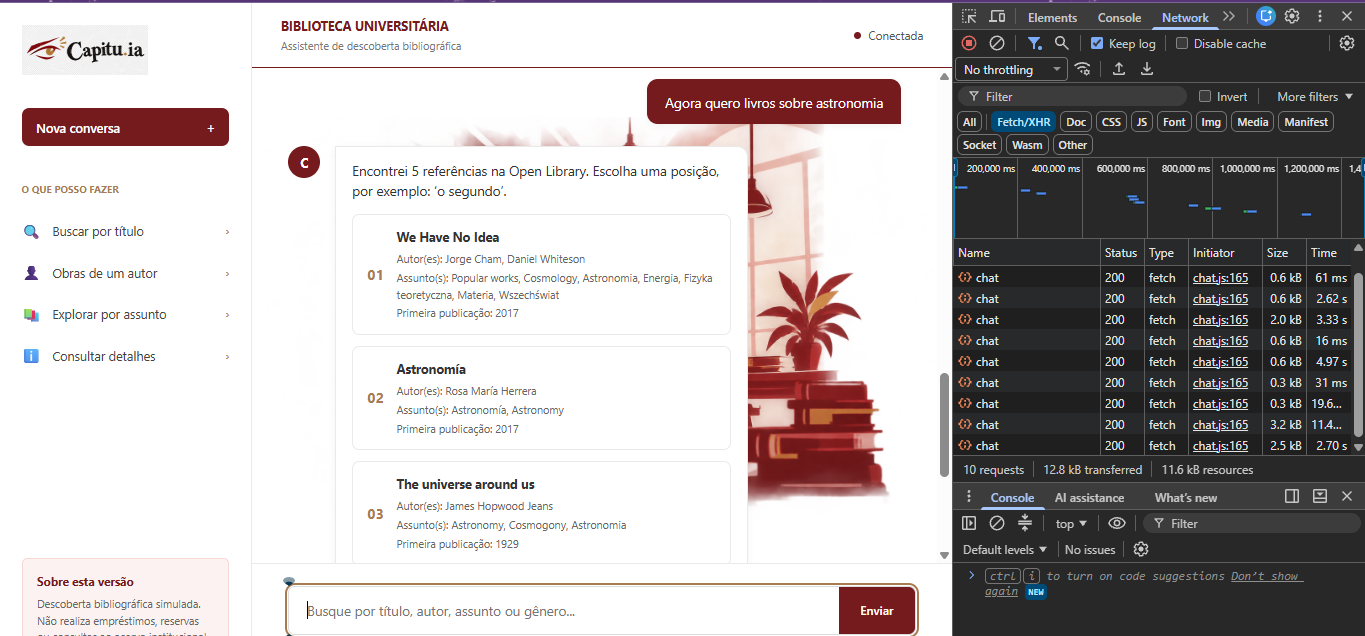 Capitu.ia
Nova conversa +
O QUE POSSO FAZER
Buscar por título ›
Obras de um autor ›
Explorar por assunto ›
Consultar detalhes ›
Sobre esta versão
Descoberta bibliográfica simulada.
Não realiza empréstimos, reservas
BIBLIOTECA UNIVERSITÁRIA
Assistente de descoberta bibliográfica
Conectada
Agora quero livros sobre astronomia
C
Encontrei 5 referências na Open Library. Escolha uma posição,
por exemplo: ‘o segundo’.
01
We Have No Idea
Autor(es): Jorge Cham, Daniel Whiteson
Assunto(s): Popular works, Cosmology, Astronomia, Energia, Fizyka
teoretyczna, Materia, Wszechświat
Primeira publicação: 2017
02
Astronomía
Autor(es): Rosa María Herrera
Assunto(s): Astronomía, Astronomy
Primeira publicação: 2017
03
The universe around us
Autor(es): James Hopwood Jeans
Assunto(s): Astronomy, Cosmogony, Astronomia
Primeira publicação: 1929
Busque por título, autor, assunto ou gênero...
Enviar
Elements Console Network
Keep log Disable cache
No throttling
Filter Invert More filters
All Fetch/XHR Doc CSS JS Font Img Media Manifest
Socket Wasm Other
200,000 ms 400,000 ms 600,000 ms 800,000 ms 1,000,000 ms 1,200,000 ms 1,4
Name Status Type Initiator Size Time
chat 200 fetch chat.js:165 0.6 kB 61 ms
chat 200 fetch chat.js:165 0.6 kB 2.62 s
chat 200 fetch chat.js:165 2.0 kB 3.33 s
chat 200 fetch chat.js:165 0.6 kB 16 ms
chat 200 fetch chat.js:165 0.6 kB 4.97 s
chat 200 fetch chat.js:165 0.3 kB 31 ms
chat 200 fetch chat.js:165 0.3 kB 19.6...
chat 200 fetch chat.js:165 3.2 kB 11.4...
chat 200 fetch chat.js:165 2.5 kB 2.70 s
10 requests 12.8 kB transferred 11.6 kB resources
Console AI assistance What's new
top Filter
Default levels No issues
ctrl i to turn on code suggestions Don't show
again NEW